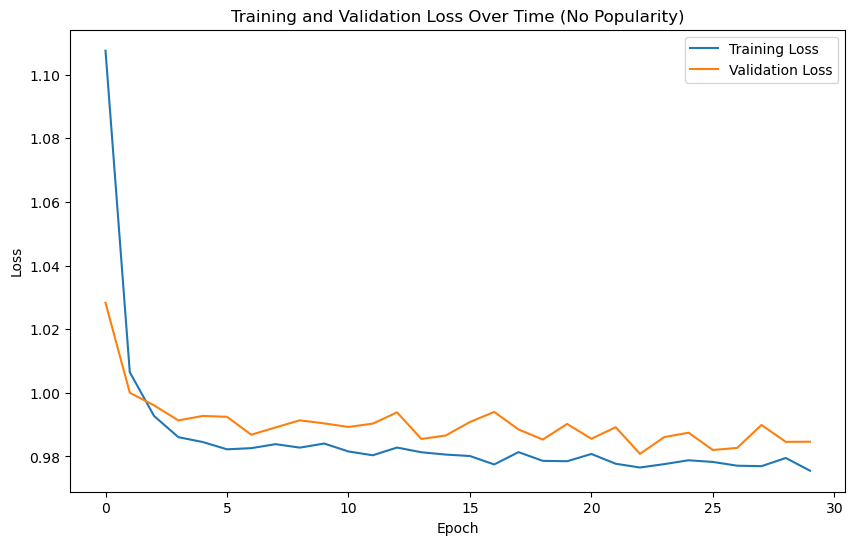 Training and Validation Loss Over Time (No Popularity)
Training Loss
Validation Loss
Loss
1.10
1.08
1.06
1.04
1.02
1.00
0.98
0
5
10
15
20
25
30
Epoch